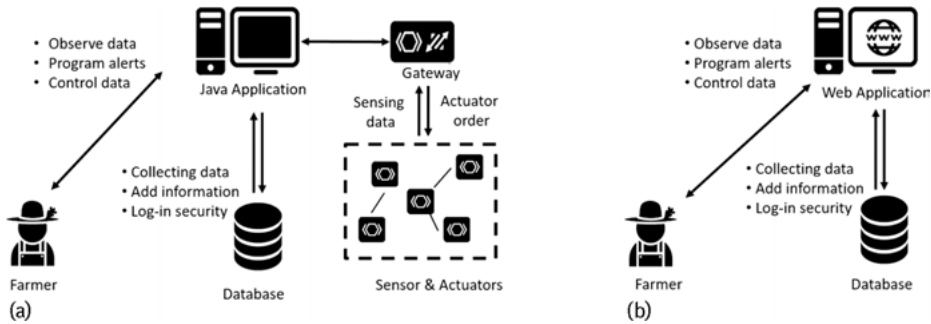 • Observe data
• Program alerts
• Control data
Java Application
Gateway
Sensing data
Actuator order
• Collecting data
• Add information
• Log-in security
Farmer
Database
Sensor & Actuators
(a)
www
• Observe data
• Program alerts
• Control data
Web Application
• Collecting data
• Add information
• Log-in security
Farmer
Database
(b)